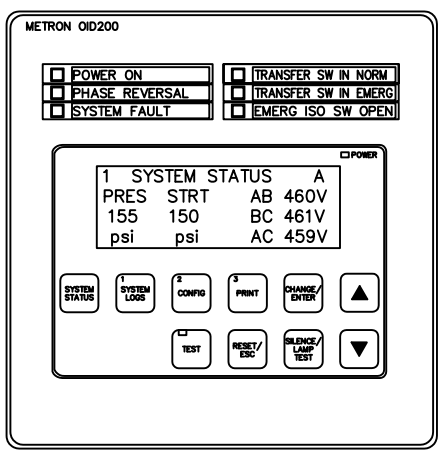 METRON OID200
POWER ON
TRANSFER SW IN NORM
PHASE REVERSAL
TRANSFER SW IN EMERG
SYSTEM FAULT
EMERG ISO SW OPEN
POWER
1 SYSTEM STATUS A
PRES STRT AB 460V
155 150 BC 461V
psi psi AC 459V
SYSTEM
STATUS
1
SYSTEM
LOGS
2
CONFIG
3
PRINT
CHANGE/
ENTER
TEST
RESET/
ESC
SILENCE/
LAMP
TEST